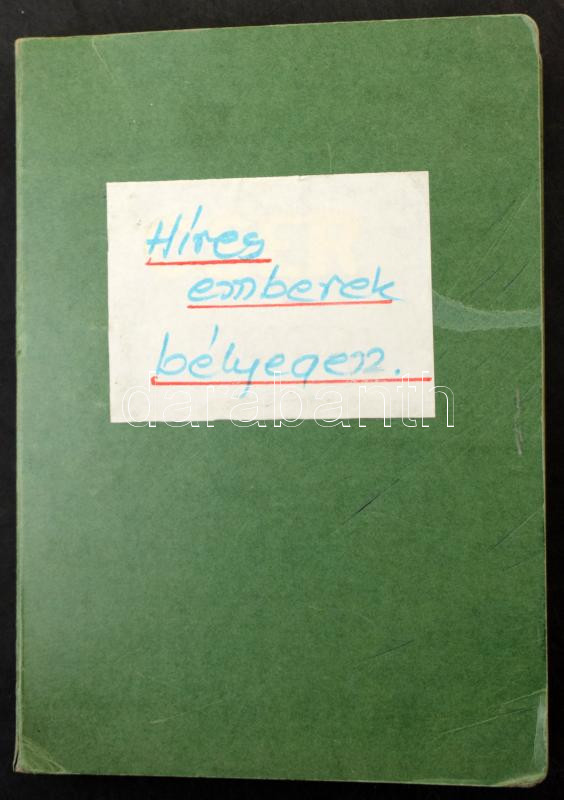 Híres
emberek
bélyegen.
darabanth